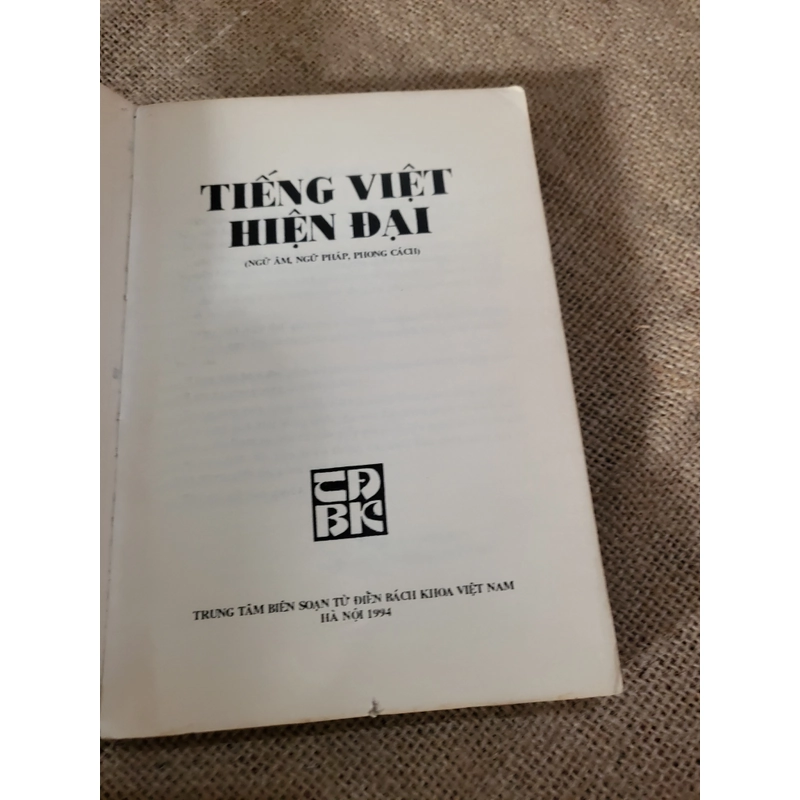 TIẾNG VIỆT
HIỆN ĐẠI
(NGỮ ÂM, NGỮ PHÁP, PHONG CÁCH)
TĐ
BK
TRUNG TÂM BIÊN SOẠN TỪ ĐIỂN BÁCH KHOA VIỆT NAM
HÀ NỘI 1994